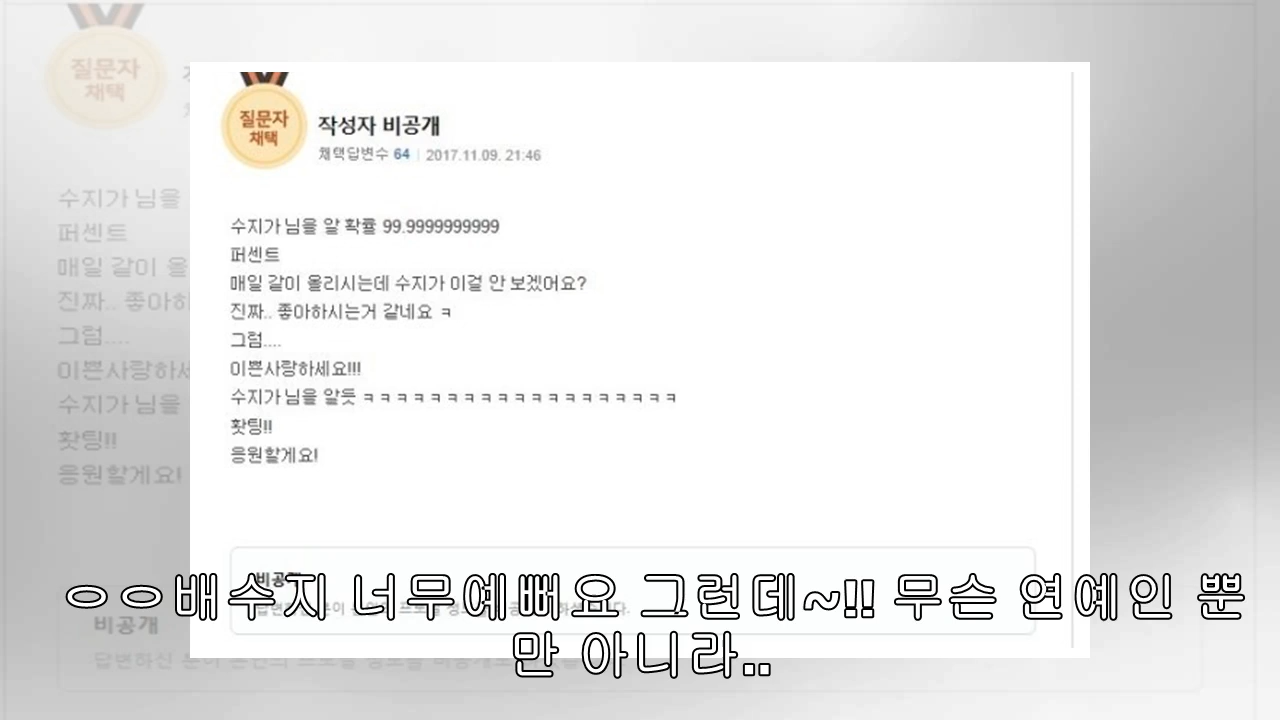 질문자
채택
작성자 비공개
채택답변수 64 2017.11.09. 21:46
수지가 님을 알 확률 99.9999999999
퍼센트
매일 같이 올리시는데 수지가 이걸 안 보겠어요?
진짜.. 좋아하시는거 같네요 ㅋ
그럼....
이쁜사랑하세요!!!
수지가 님을 알듯 ㅋㅋㅋㅋㅋㅋㅋㅋㅋㅋㅋㅋㅋㅋㅋㅋㅋㅋㅋ
홧팅!!
응원할게요!
비공개
ㅇㅇ배수지 너무예뻐요 그런데~!! 무슨 연예인 뿐
만 아니라..